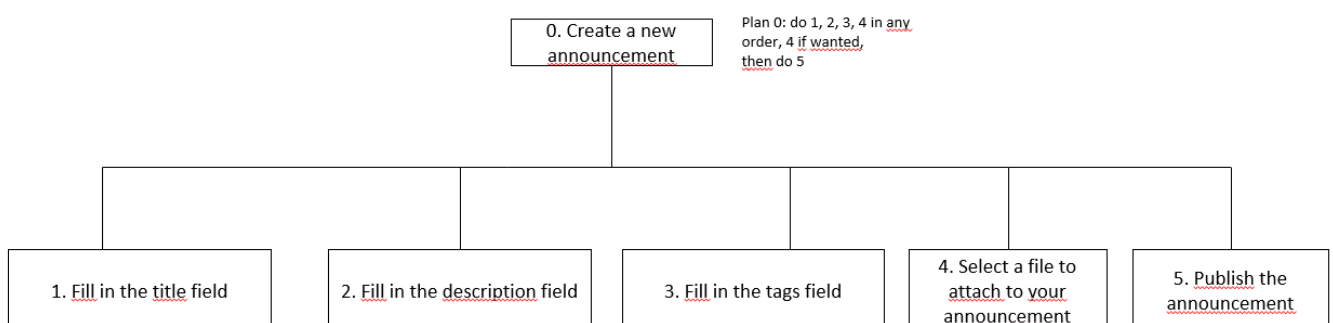 0. Create a new
announcement
Plan 0: do 1, 2, 3, 4 in any
order, 4 if wanted,
then do 5
1. Fill in the title field
2. Fill in the description field
3. Fill in the tags field
4. Select a file to
attach to your
announcement
5. Publish the
announcement